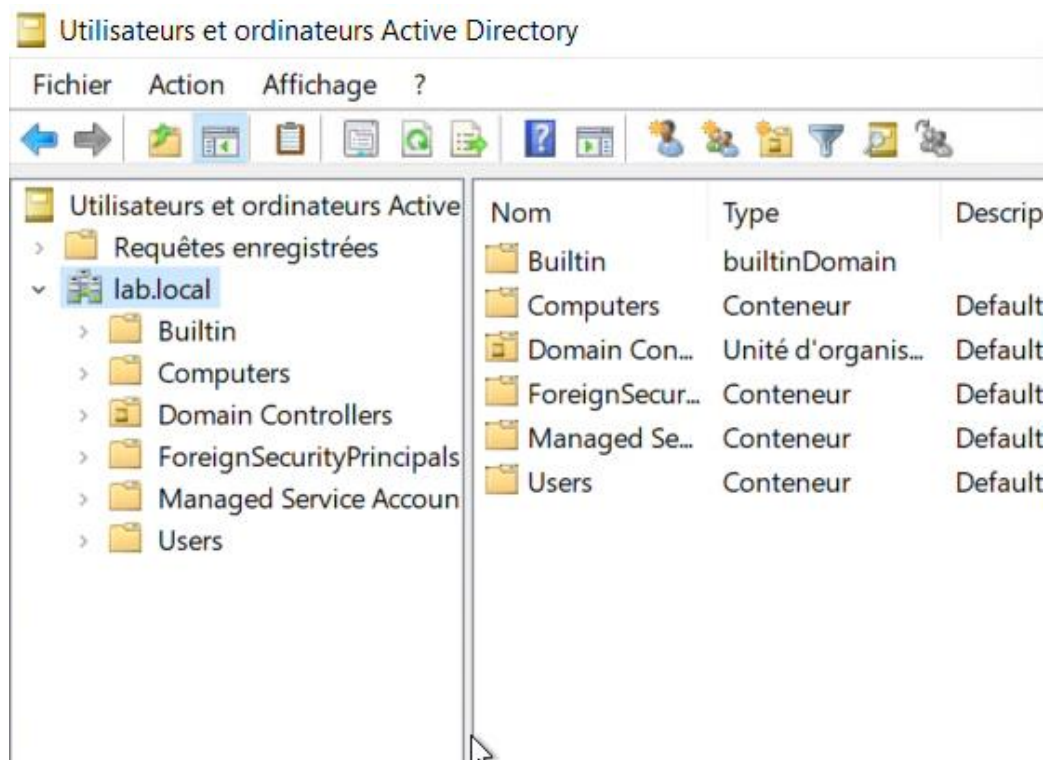 Utilisateurs et ordinateurs Active Directory
Fichier Action Affichage ?
Utilisateurs et ordinateurs Active
Requêtes enregistrées
lab.local
Builtin
Computers
Domain Controllers
ForeignSecurityPrincipals
Managed Service Accoun
Users
Nom Type Descrip
Builtin builtinDomain
Computers Conteneur Default
Domain Con... Unité d'organis... Default
ForeignSecur... Conteneur Default
Managed Se... Conteneur Default
Users Conteneur Default